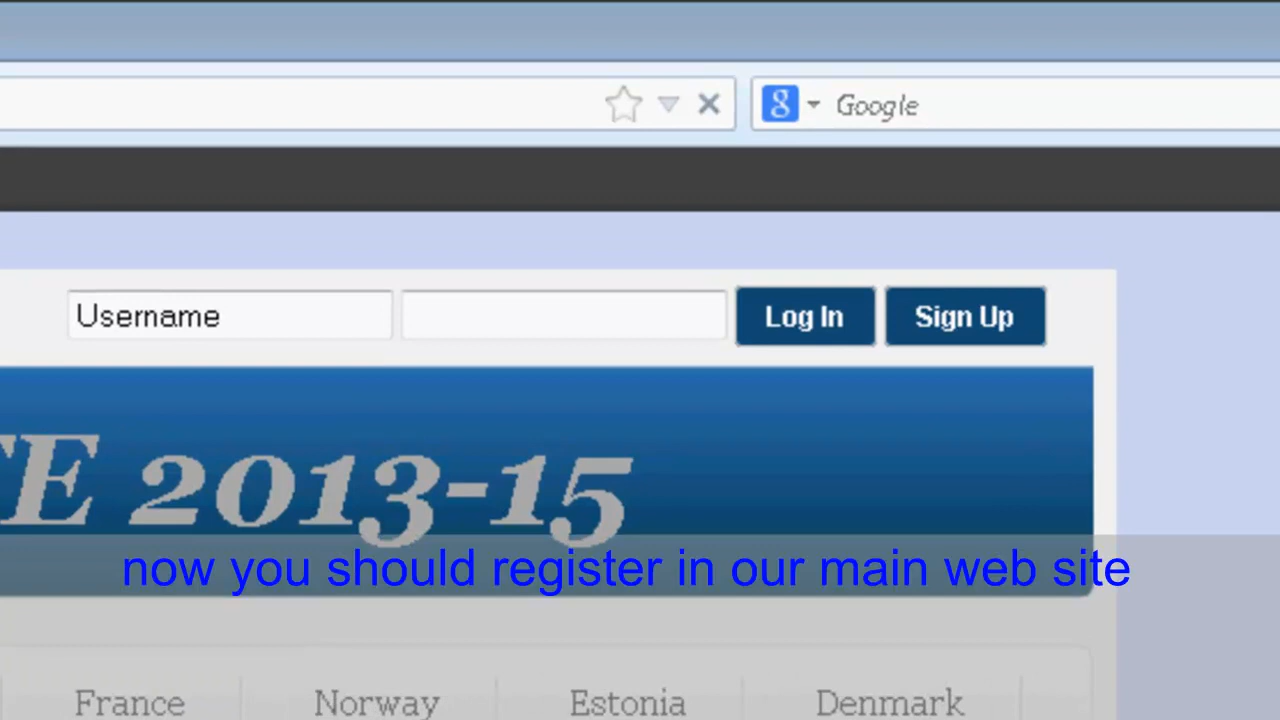 Google
Username
Log In
Sign Up
TE 2013-15
now you should register in our main web site
France
Norway
Estonia
Denmark